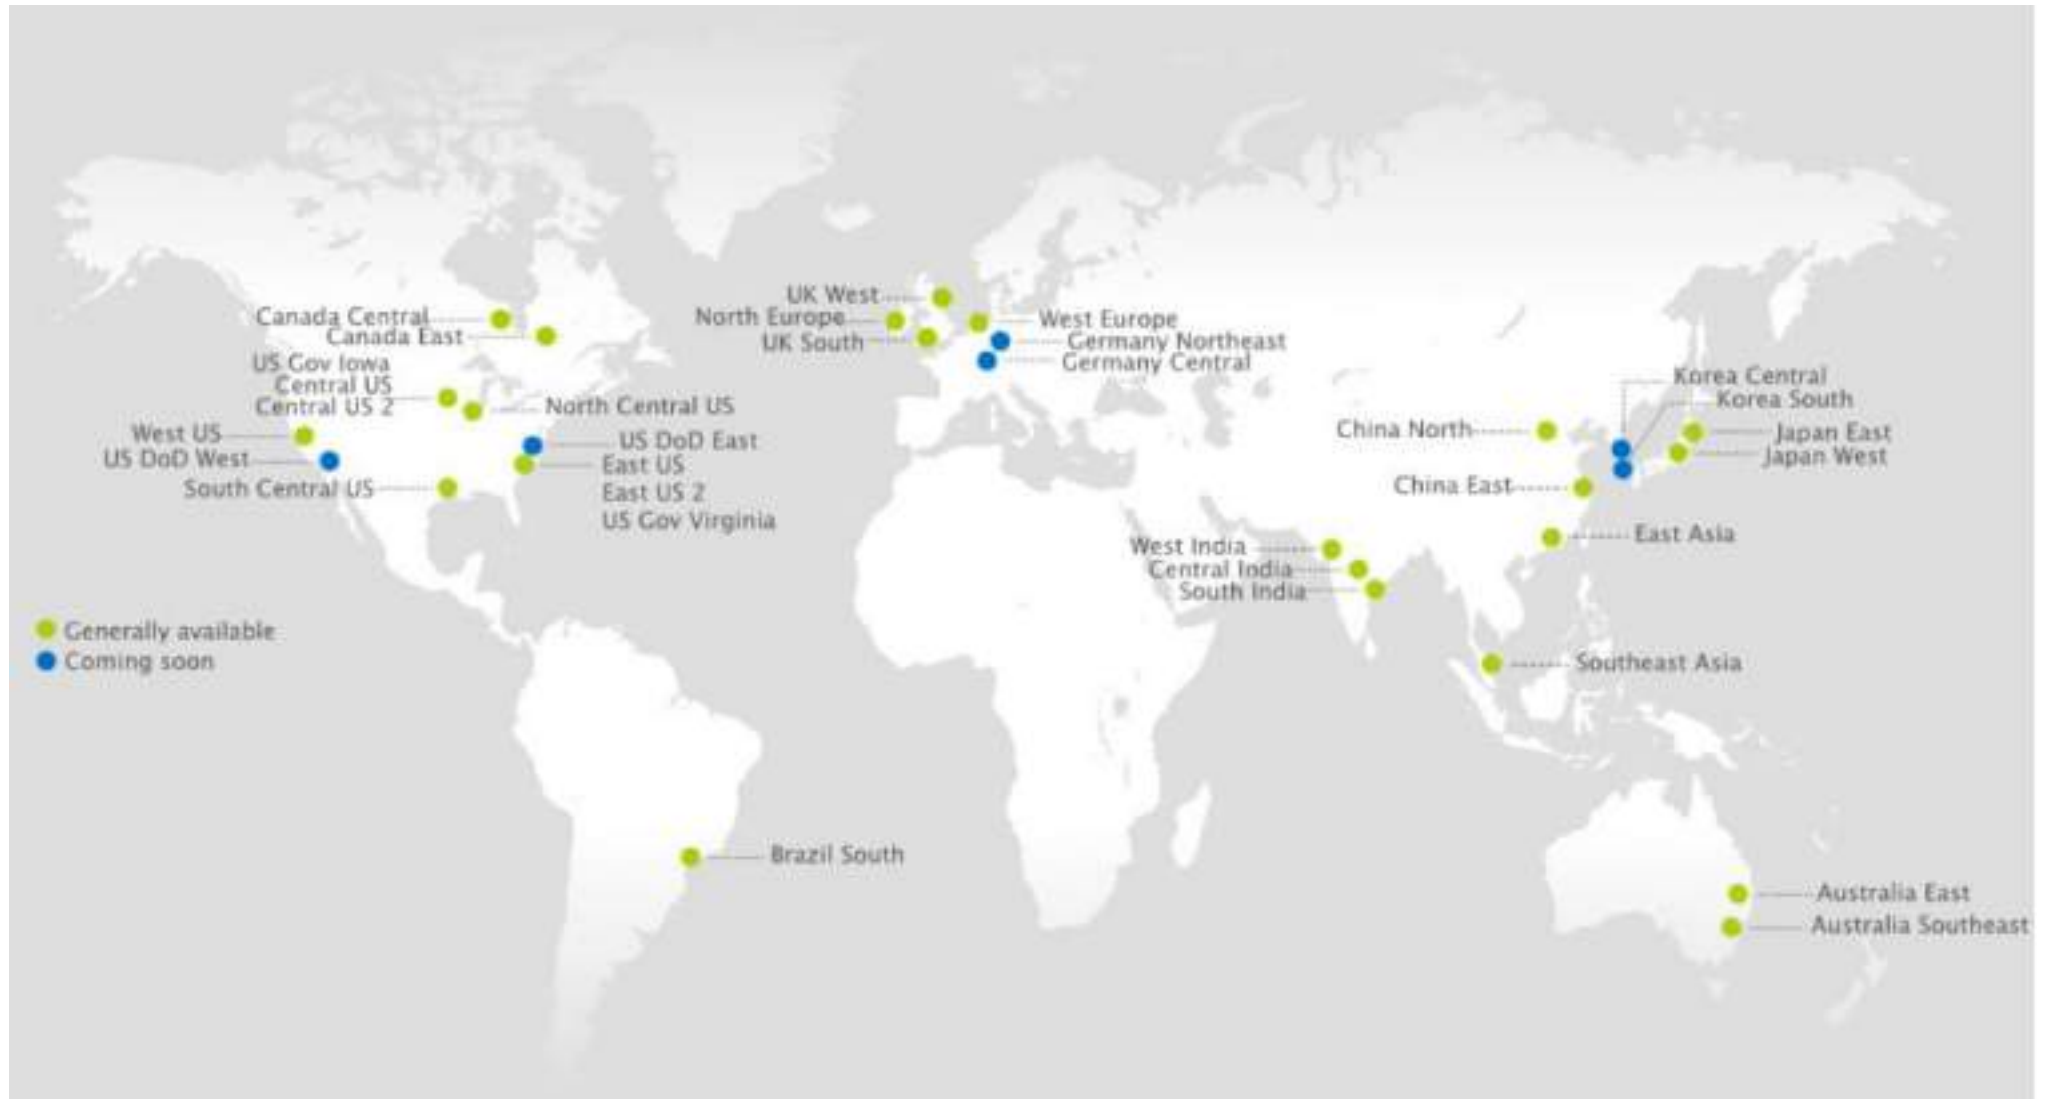 UK West
North Europe
UK South
West Europe
Germany Northeast
Germany Central
Canada Central
Canada East
US Gov Iowa
Central US
Central US 2
North Central US
West US
US DoD West
South Central US
US DoD East
East US
East US 2
US Gov Virginia
Korea Central
Korea South
China North
Japan East
Japan West
China East
East Asia
West India
Central India
South India
Generally available
Coming soon
Southeast Asia
Brazil South
Australia East
Australia Southeast